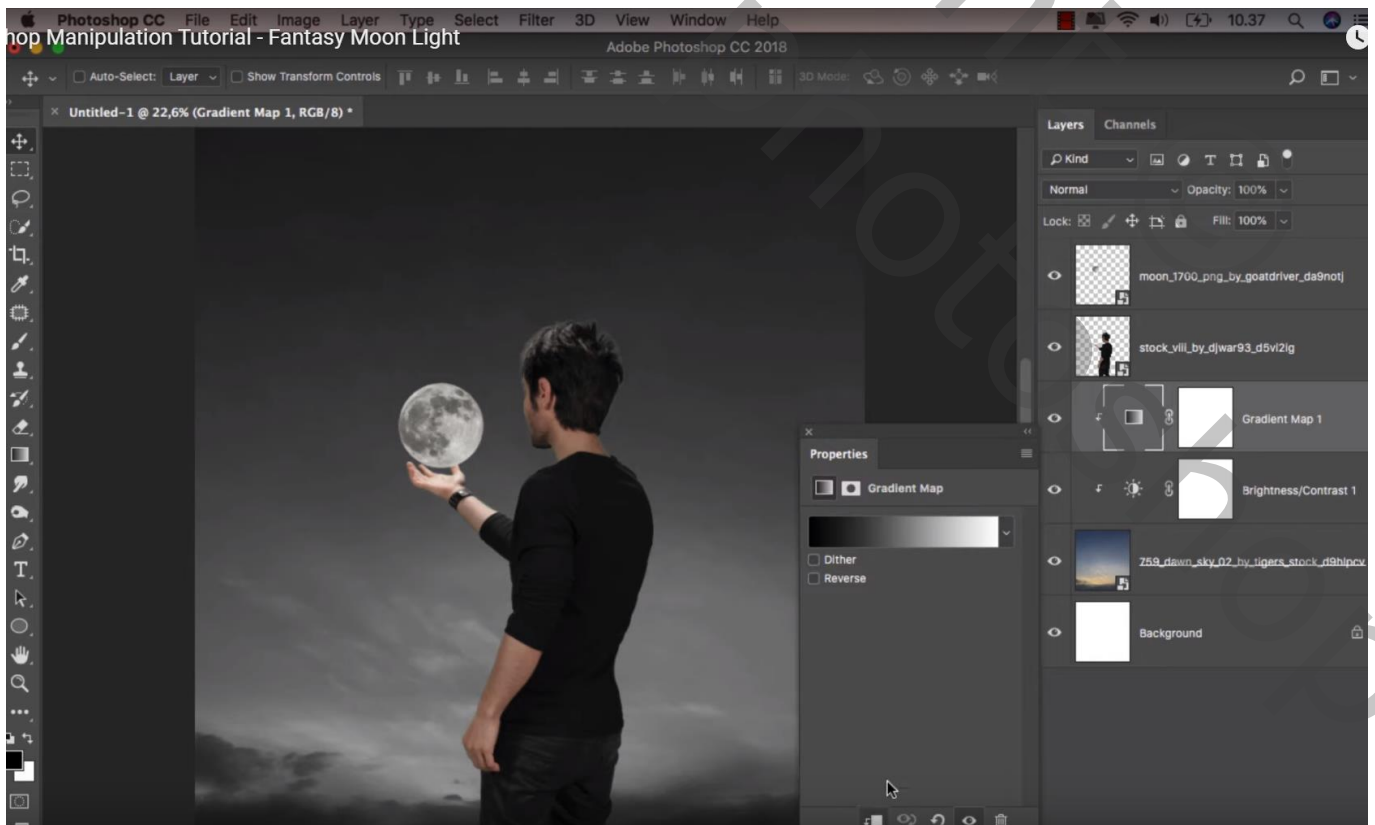 Photoshop CC File Edit Image Layer Type Select Filter 3D View Window Help 10.37
hop Manipulation Tutorial - Fantasy Moon Light
Adobe Photoshop CC 2018
Auto-Select: Layer Show Transform Controls 3D Mode:
Untitled-1 @ 22,6% (Gradient Map 1, RGB/8) *
Layers Channels
Kind
Normal Opacity: 100%
Lock: Fill: 100%
moon_1700_png_by_goatdriver_da9notj
stock_viii_by_djwar93_d5vl2ig
Gradient Map 1
Properties
Gradient Map
Brightness/Contrast 1
Dither
Reverse
759_dawn_sky_02_by_tigers_stock_d9hlpcv
Background
photoshop